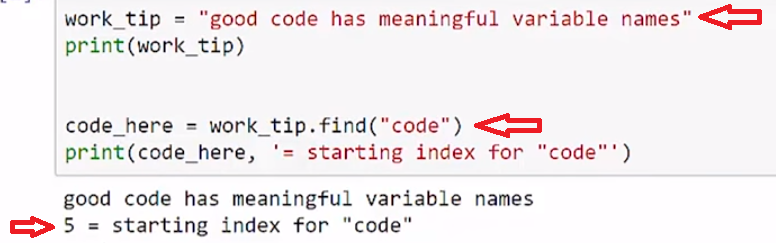 work_tip = "good code has meaningful variable names"
print(work_tip)
code_here = work_tip.find("code")
print(code_here, '= starting index for "code"')
good code has meaningful variable names
5 = starting index for "code"